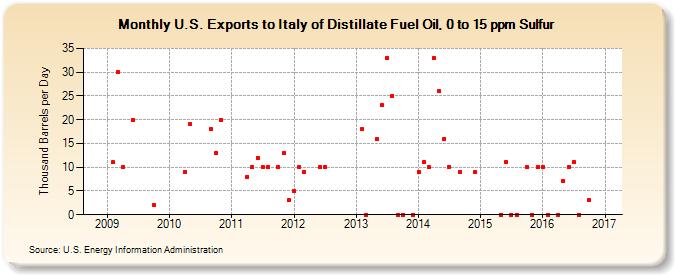 Monthly U.S. Exports to Italy of Distillate Fuel Oil, 0 to 15 ppm Sulfur
Thousand Barrels per Day
35
30
25
20
15
10
5
0
2009 2010 2011 2012 2013 2014 2015 2016 2017
Source: U.S. Energy Information Administration